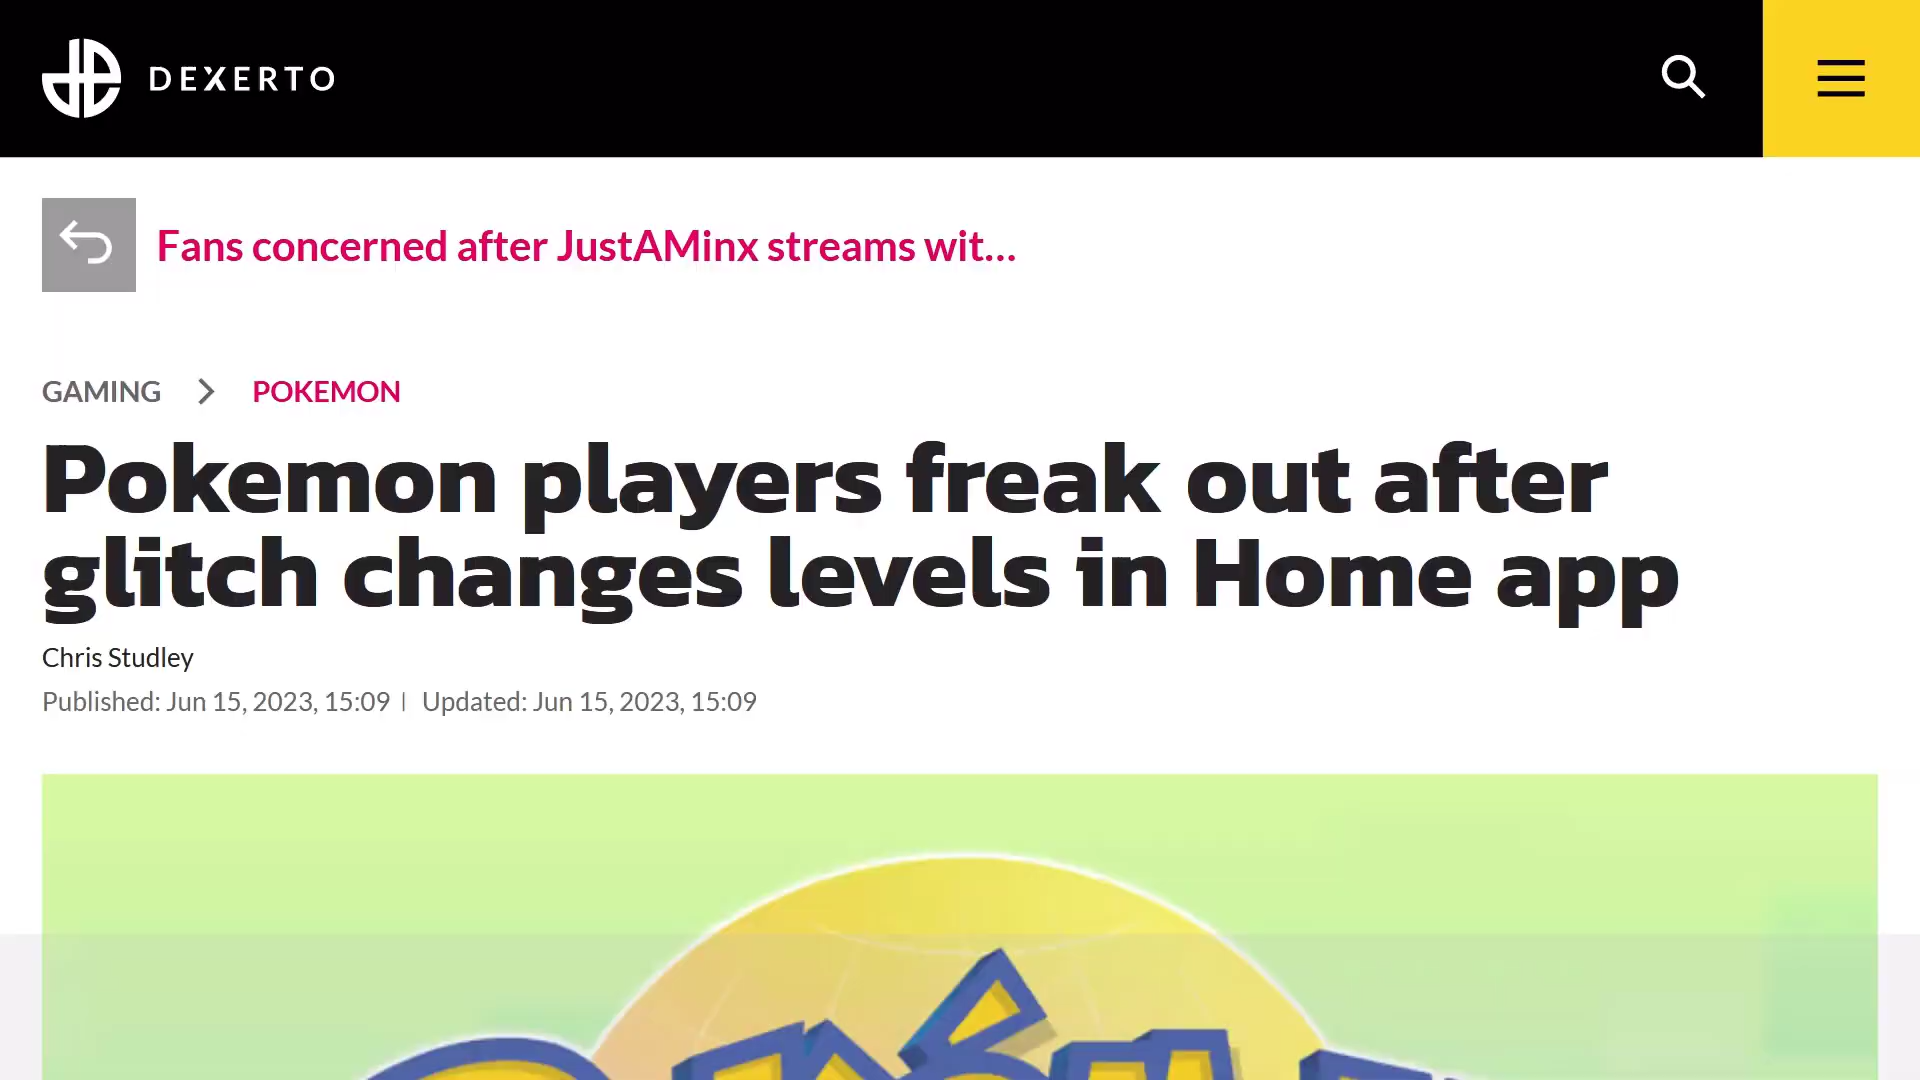 DEXERTO
Fans concerned after JustAMinx streams wit...
GAMING > POKEMON
Pokemon players freak out after
glitch changes levels in Home app
Chris Studley
Published: Jun 15, 2023, 15:09 | Updated: Jun 15, 2023, 15:09